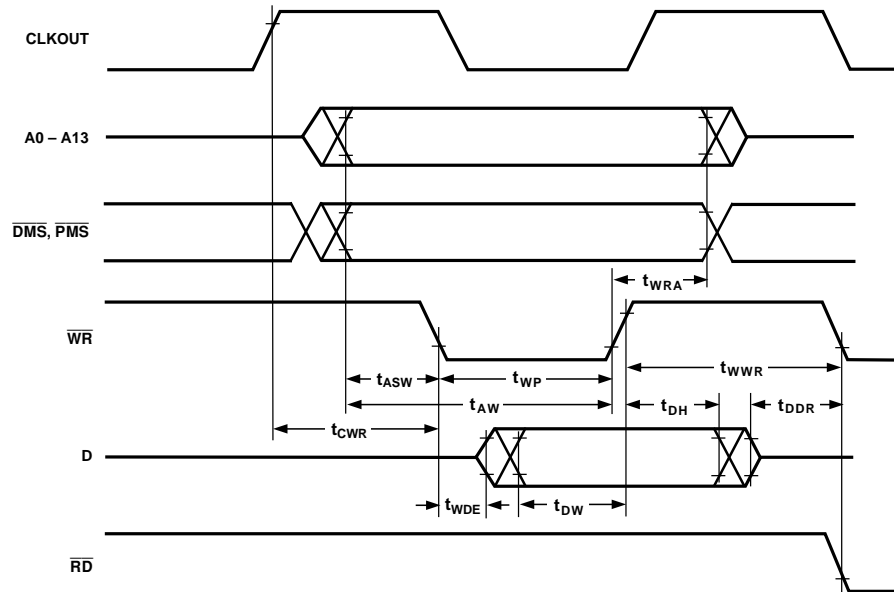 CLKOUT
A0 – A13
DMS, PMS
tWRA
WR
tWWR
tASW
tWP
tAW
tDH
tDDR
tCWR
D
tWDE
tDW
RD